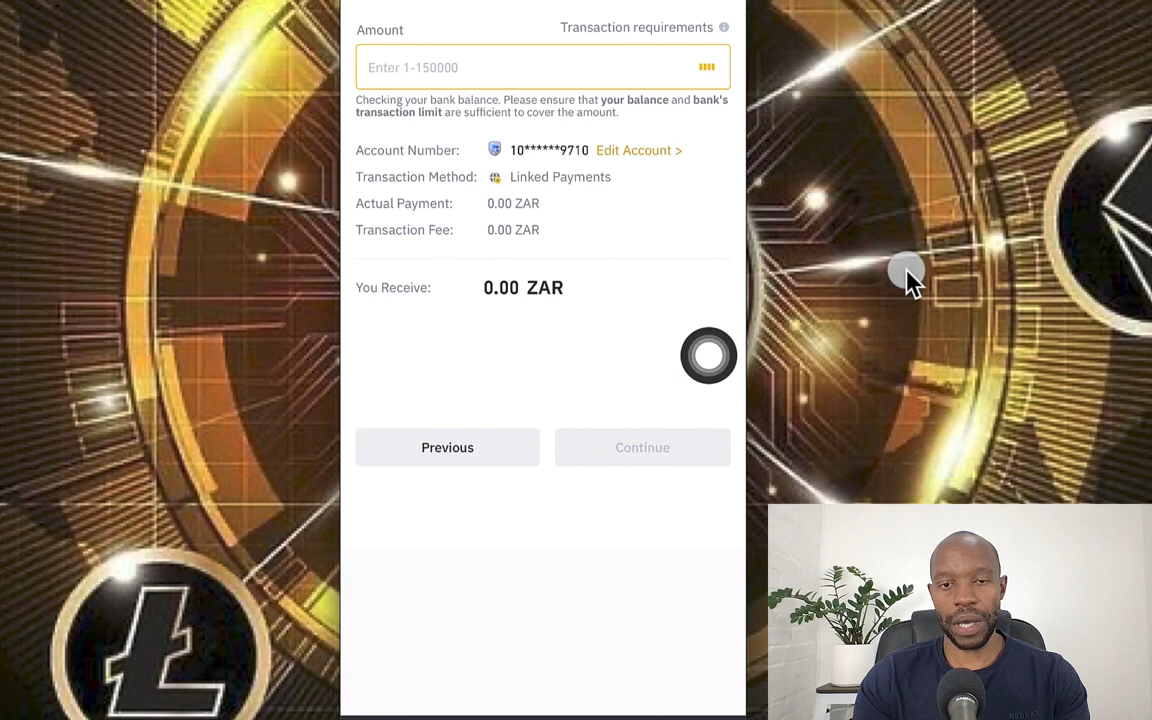 Amount
Transaction requirements
Enter 1-150000
Checking your bank balance. Please ensure that your balance and bank's
transaction limit are sufficient to cover the amount.
Account Number: 10******9710 Edit Account >
Transaction Method: Linked Payments
Actual Payment: 0.00 ZAR
Transaction Fee: 0.00 ZAR
You Receive: 0.00 ZAR
Previous
Continue